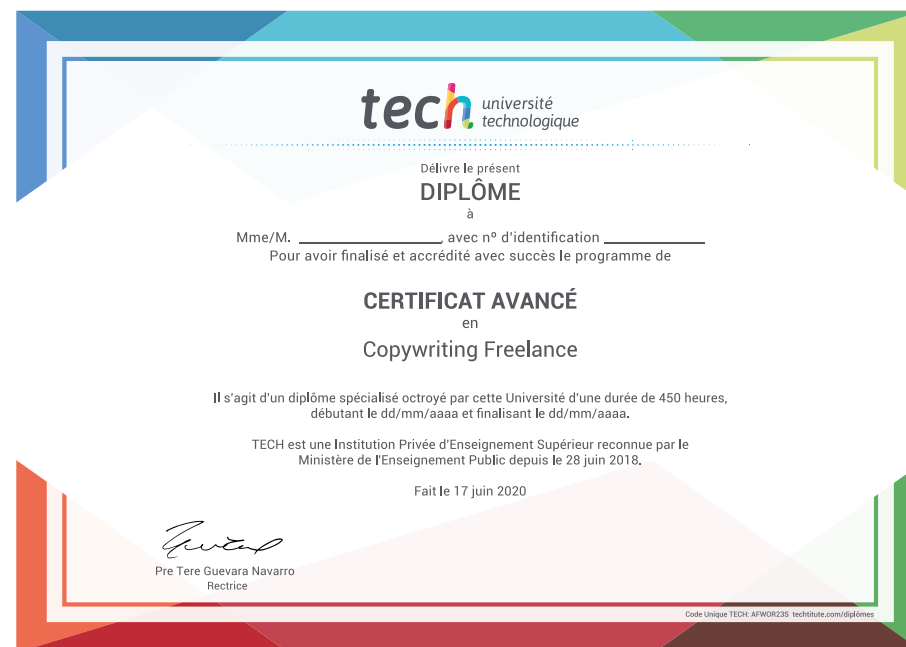 tech université
technologique
Délivre le présent
DIPLÔME
à
Mme/M. ____________________, avec nº d'identification ______________
Pour avoir finalisé et accrédité avec succès le programme de
CERTIFICAT AVANCÉ
en
Copywriting Freelance
Il s'agit d'un diplôme spécialisé octroyé par cette Université d'une durée de 450 heures,
débutant le dd/mm/aaaa et finalisant le dd/mm/aaaa.
TECH est une Institution Privée d'Enseignement Supérieur reconnue par le
Ministère de l'Enseignement Public depuis le 28 juin 2018.
Fait le 17 juin 2020
Pre Tere Guevara Navarro
Rectrice
Code Unique TECH: AFWOR23S techtitute.com/diplômes